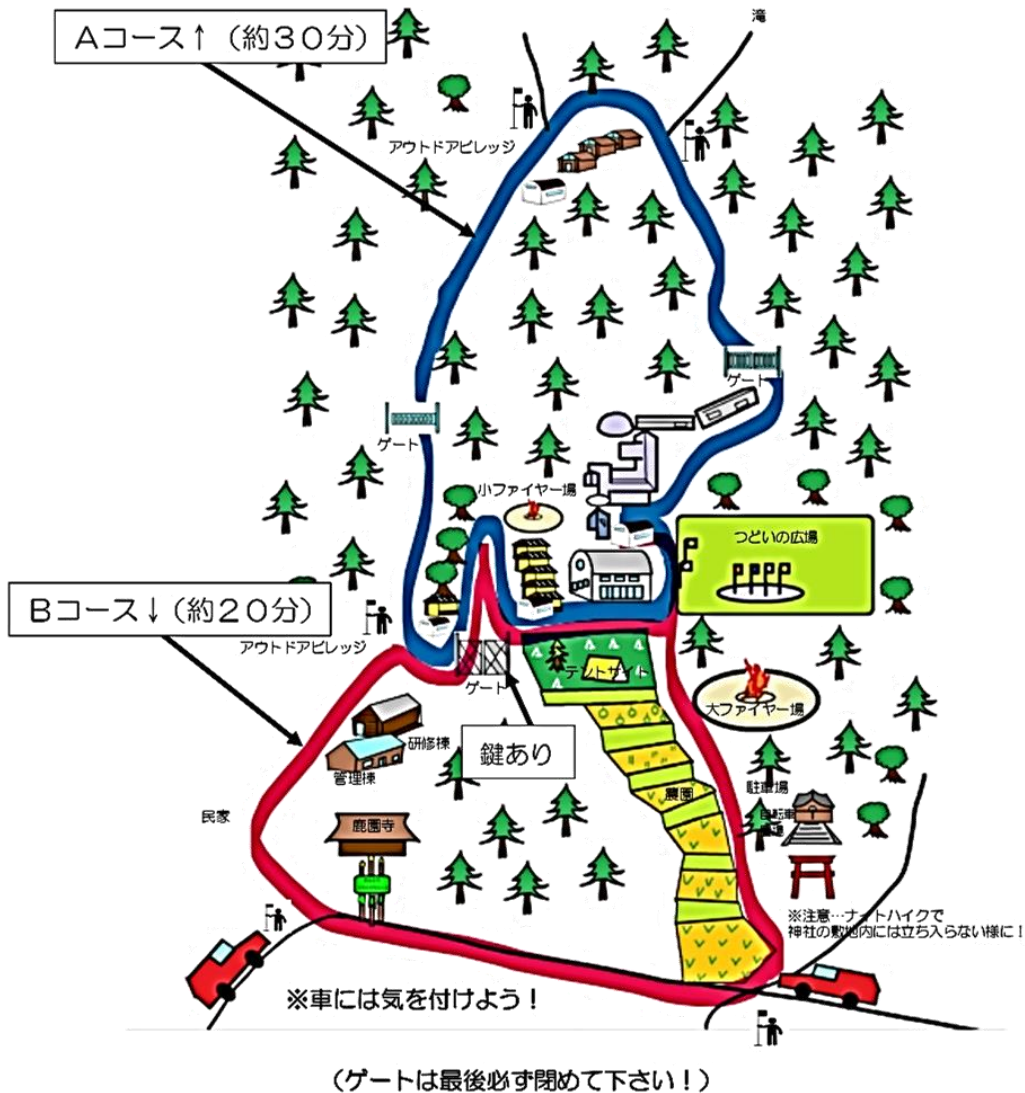 Aコース↑（約３０分）
滝
アウトドアビレッジ
ゲート
ゲート
小ファイヤー場
つどいの広場
Bコース↓（約２０分）
アウトドアビレッジ
テントサイト
ゲート
大ファイヤー場
鍵あり
研修棟
管理棟
駐車場
農園
自転車
民家
鹿園寺
※注意…ナイトハイクで
神社の敷地内には立ち入らない様に！
※車には気を付けよう！
（ゲートは最後必ず閉めて下さい！）